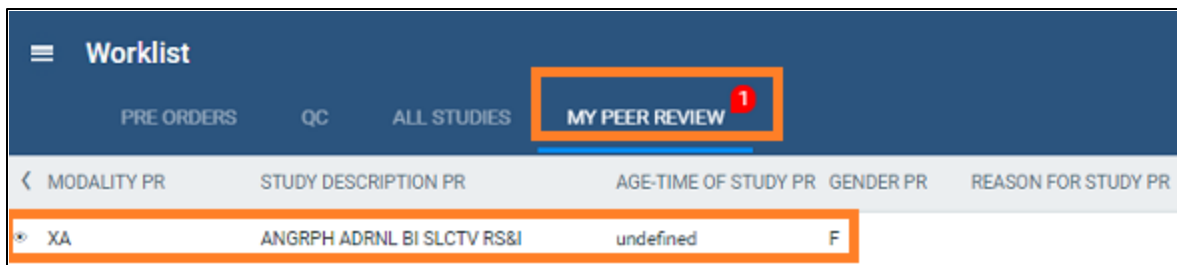 Worklist
PRE ORDERS QC ALL STUDIES MY PEER REVIEW 1
MODALITY PR STUDY DESCRIPTION PR AGE-TIME OF STUDY PR GENDER PR REASON FOR STUDY PR
XA ANGRPH ADRNL BI SLCTV RS&I undefined F